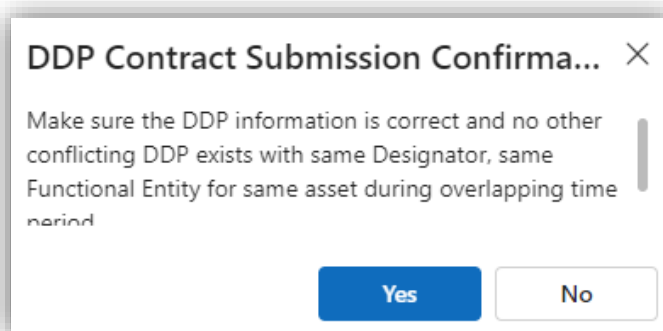 DDP Contract Submission Confirma...
Make sure the DDP information is correct and no other
conflicting DDP exists with same Designator, same
Functional Entity for same asset during overlapping time
period
Yes
No